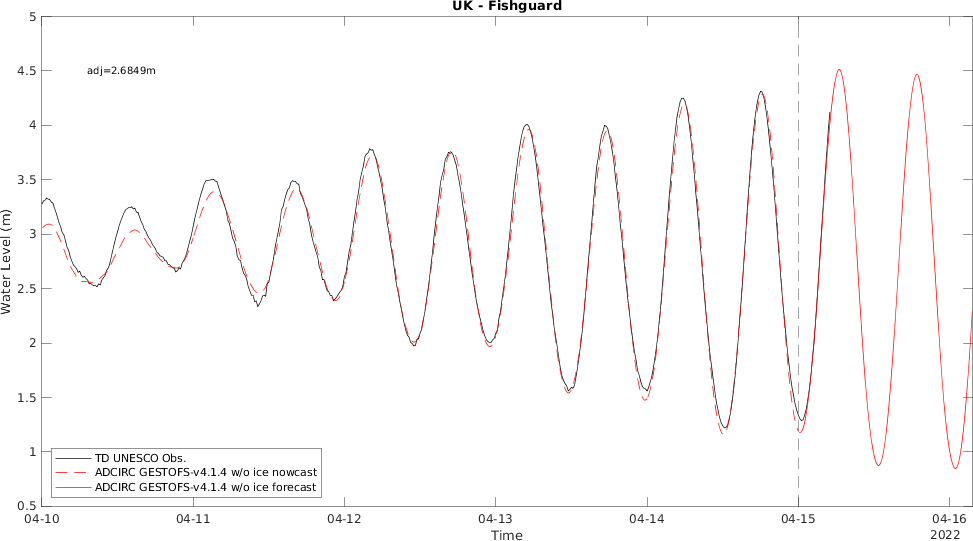 UK - Fishguard
adj=2.6849m
5
4.5
4
3.5
3
2.5
2
1.5
1
0.5
Water Level (m)
TD UNESCO Obs.
ADCIRC GESTOFS-v4.1.4 w/o ice nowcast
ADCIRC GESTOFS-v4.1.4 w/o ice forecast
04-10 04-11 04-12 04-13 04-14 04-15 04-16
Time
2022